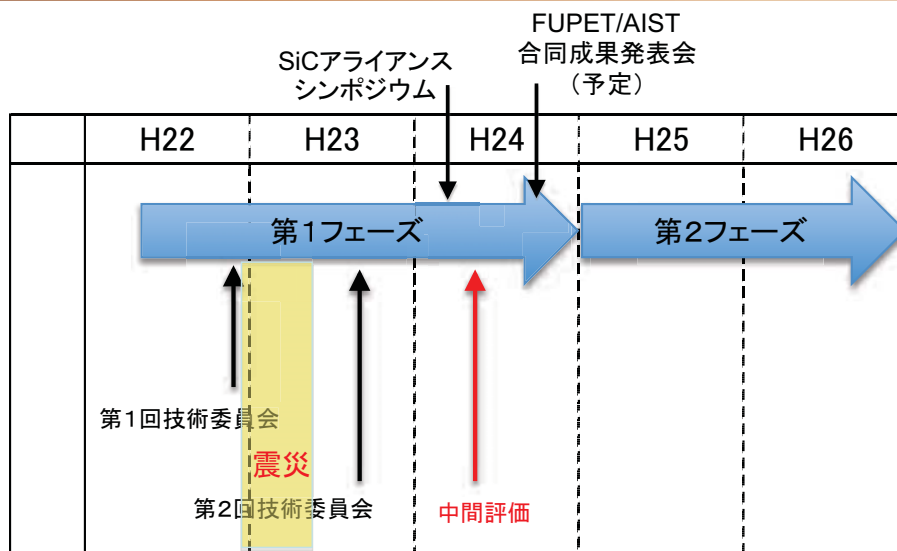 FUPET/AIST
合同成果発表会
（予定）
SiCアライアンス
シンポジウム
H22 H23 H24 H25 H26
第1フェーズ 第2フェーズ
第1回技術委員会
震災
第2回技術委員会
中間評価